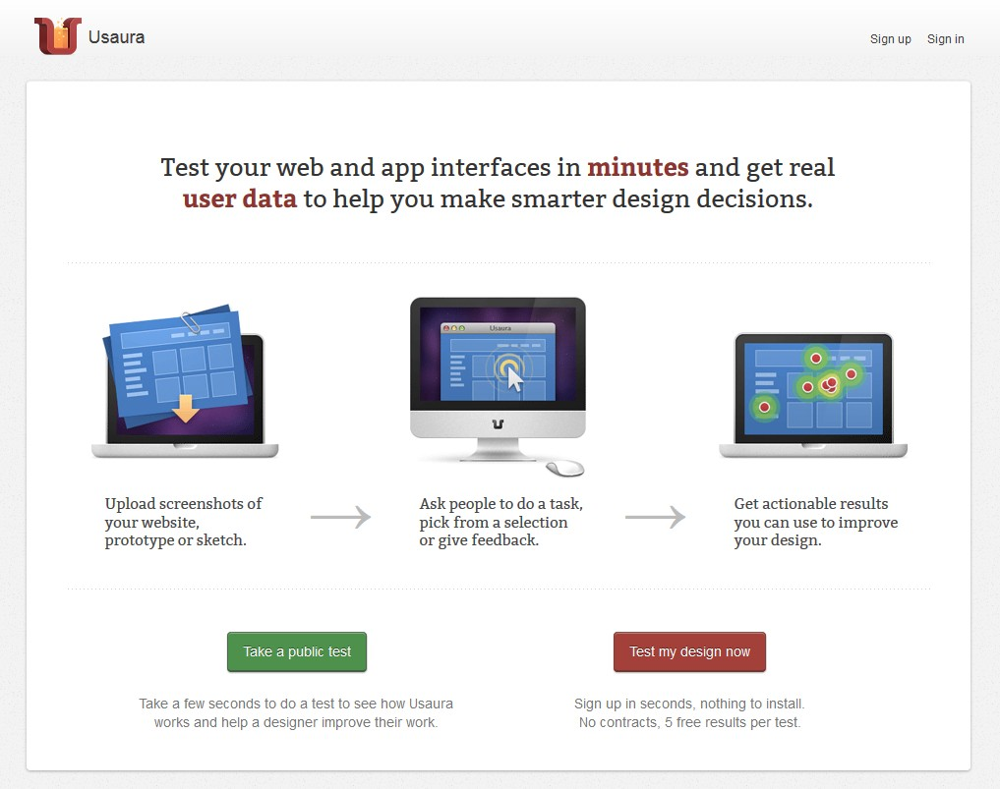 Usaura
Sign up Sign in
Test your web and app interfaces in minutes and get real
user data to help you make smarter design decisions.
Usaura
Upload screenshots of
your website,
prototype or sketch.
Ask people to do a task,
pick from a selection
or give feedback.
Get actionable results
you can use to improve
your design.
Take a public test
Take a few seconds to do a test to see how Usaura
works and help a designer improve their work.
Test my design now
Sign up in seconds, nothing to install.
No contracts, 5 free results per test.